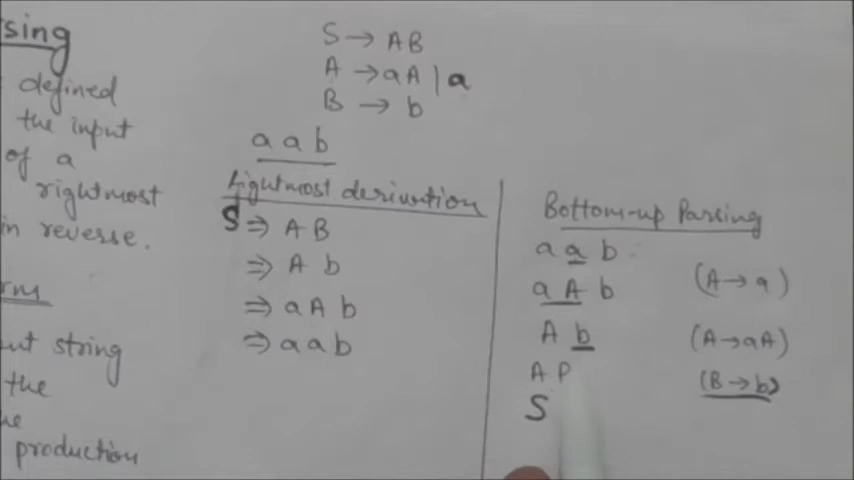 sing
defined
the input
of a
rightmost
in reverse.
rm
ut string
the
production
S → AB
A → aA | a
B → b
a a b
Rightmost derivation
S ⇒ A B
⇒ A b
⇒ a A b
⇒ a a b
Bottom-up Parsing
a a b
a A b (A → a)
A b (A → aA)
A (B → b)
S